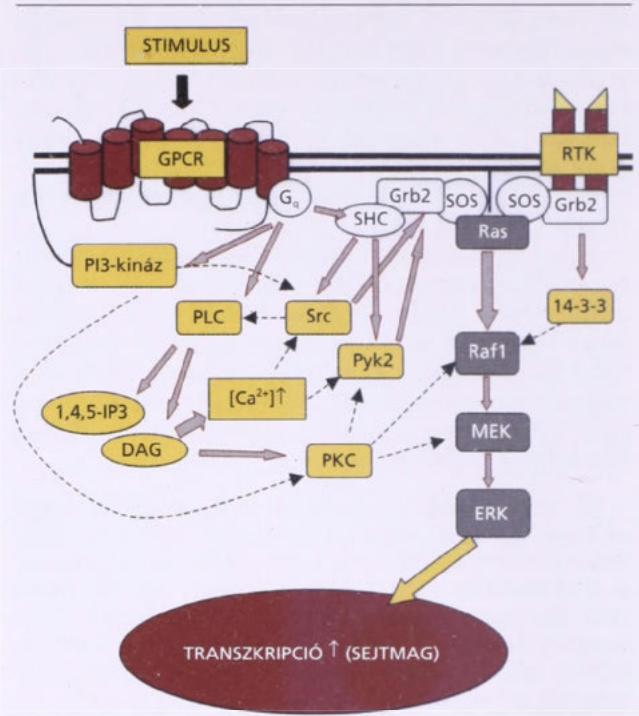 STIMULUS
GPCR
RTK
Gq
SHC
Grb2
SOS
SOS
Grb2
Ras
PI3-kináz
PLC
Src
Pyk2
14-3-3
Raf1
1,4,5-IP3
[Ca²⁺]↑
DAG
PKC
MEK
ERK
TRANSZKRIPCIÓ ↑ (SEJTMAG)